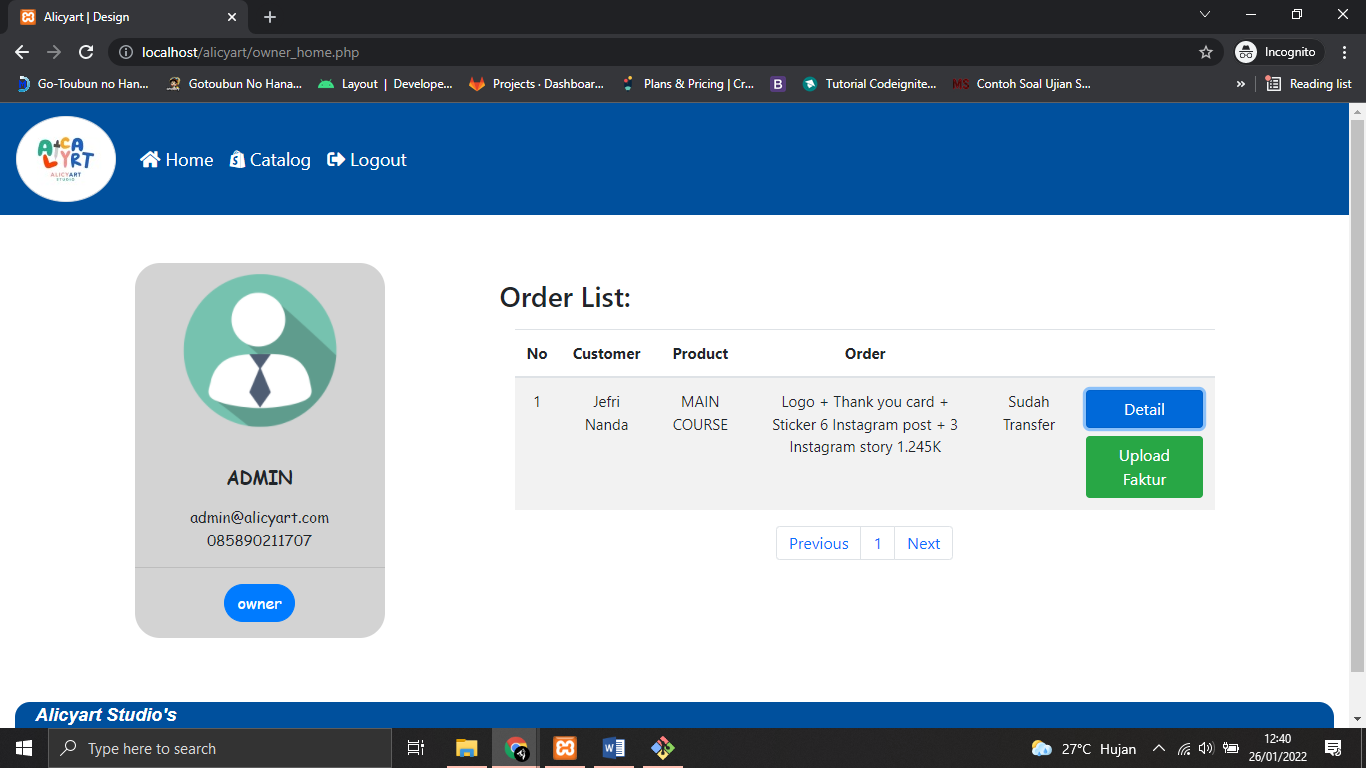 Alicyart | Design
localhost/alicyart/owner_home.php
Incognito
Go-Toubun no Han...
Gotoubun No Hana...
Layout | Develope...
Projects · Dashboar...
Plans & Pricing | Cr...
B
Tutorial Codeignite...
MS Contoh Soal Ujian S...
»
Reading list
ALICYART
ALICYART
STUDIO
Home
Catalog
Logout
ADMIN
admin@alicyart.com
085890211707
owner
Order List:
No Customer Product Order
1 Jefri Nanda MAIN COURSE Logo + Thank you card + Sticker 6 Instagram post + 3 Instagram story 1.245K Sudah Transfer
Detail
Upload Faktur
Previous 1 Next
Alicyart Studio's
Type here to search
27°C Hujan
12:40
26/01/2022